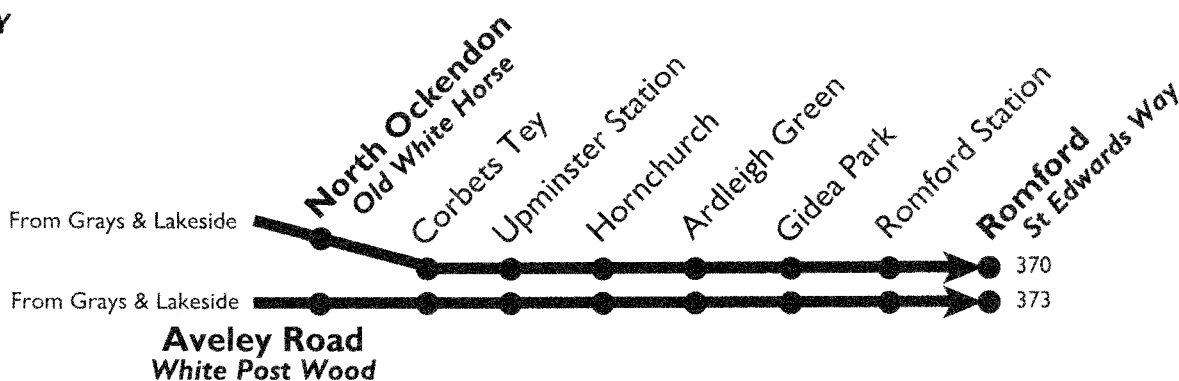 Y
North Ockendon
Old White Horse
Corbets Tey
Upminster Station
Hornchurch
Ardleigh Green
Gidea Park
Romford Station
Romford
St Edwards Way
From Grays & Lakeside
370
From Grays & Lakeside
373
Aveley Road
White Post Wood